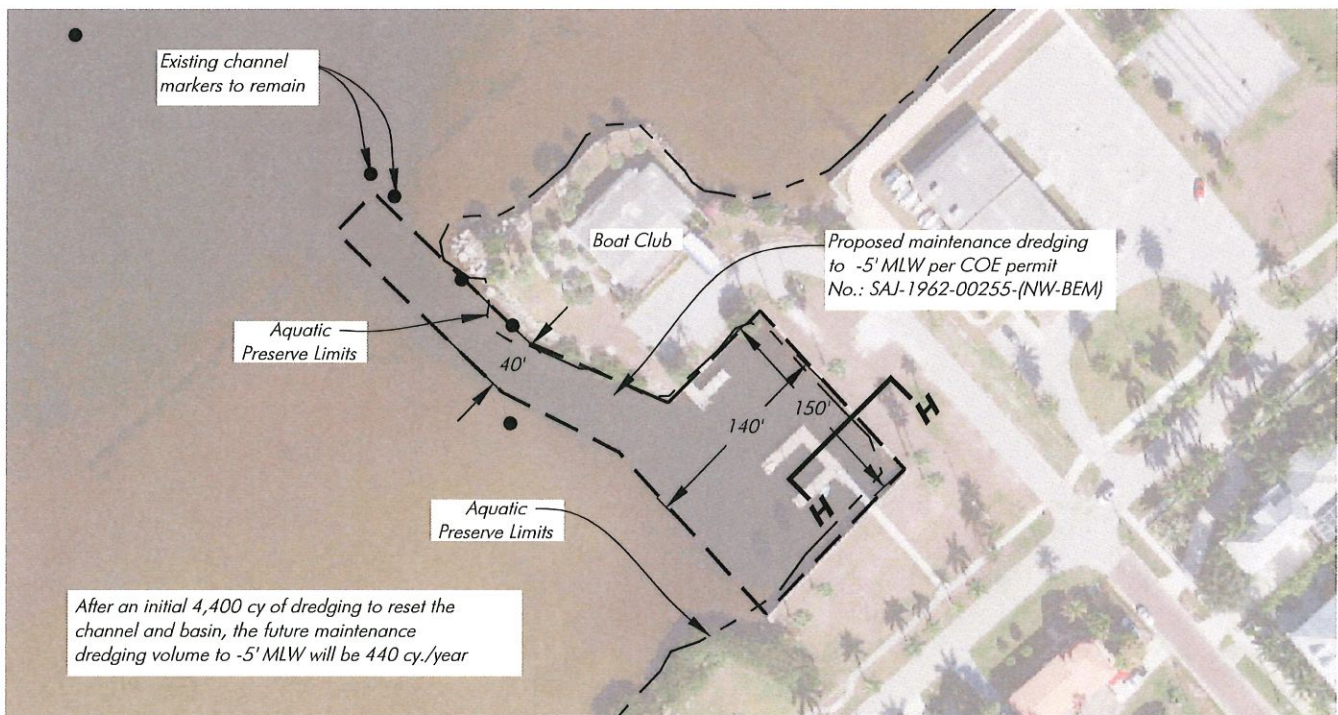 Existing channel
markers to remain
Boat Club
Proposed maintenance dredging
to -5' MLW per COE permit
No.: SAJ-1962-00255-(NW-BEM)
Aquatic
Preserve Limits
40'
140'
150'
H
H
Aquatic
Preserve Limits
After an initial 4,400 cy of dredging to reset the
channel and basin, the future maintenance
dredging volume to -5' MLW will be 440 cy./year